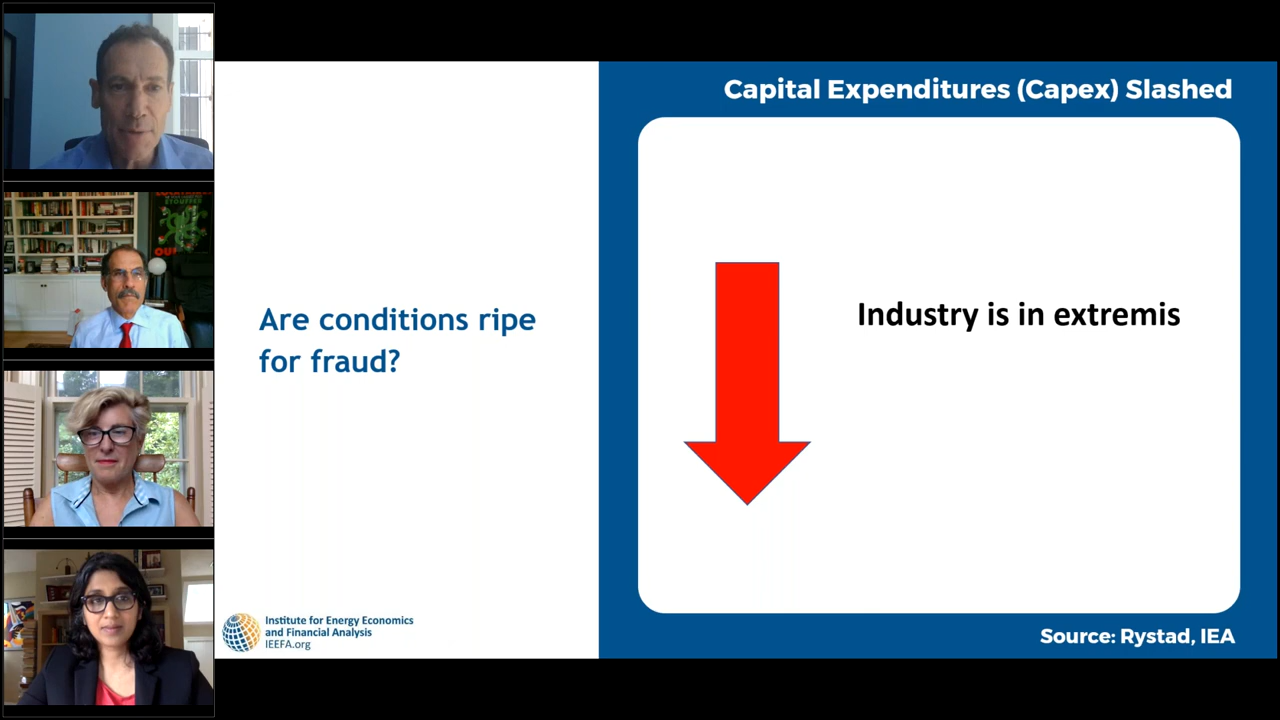 Capital Expenditures (Capex) Slashed
Are conditions ripe
for fraud?
Industry is in extremis
Institute for Energy Economics
and Financial Analysis
IEEFA.org
Source: Rystad, IEA
ETOUFFER